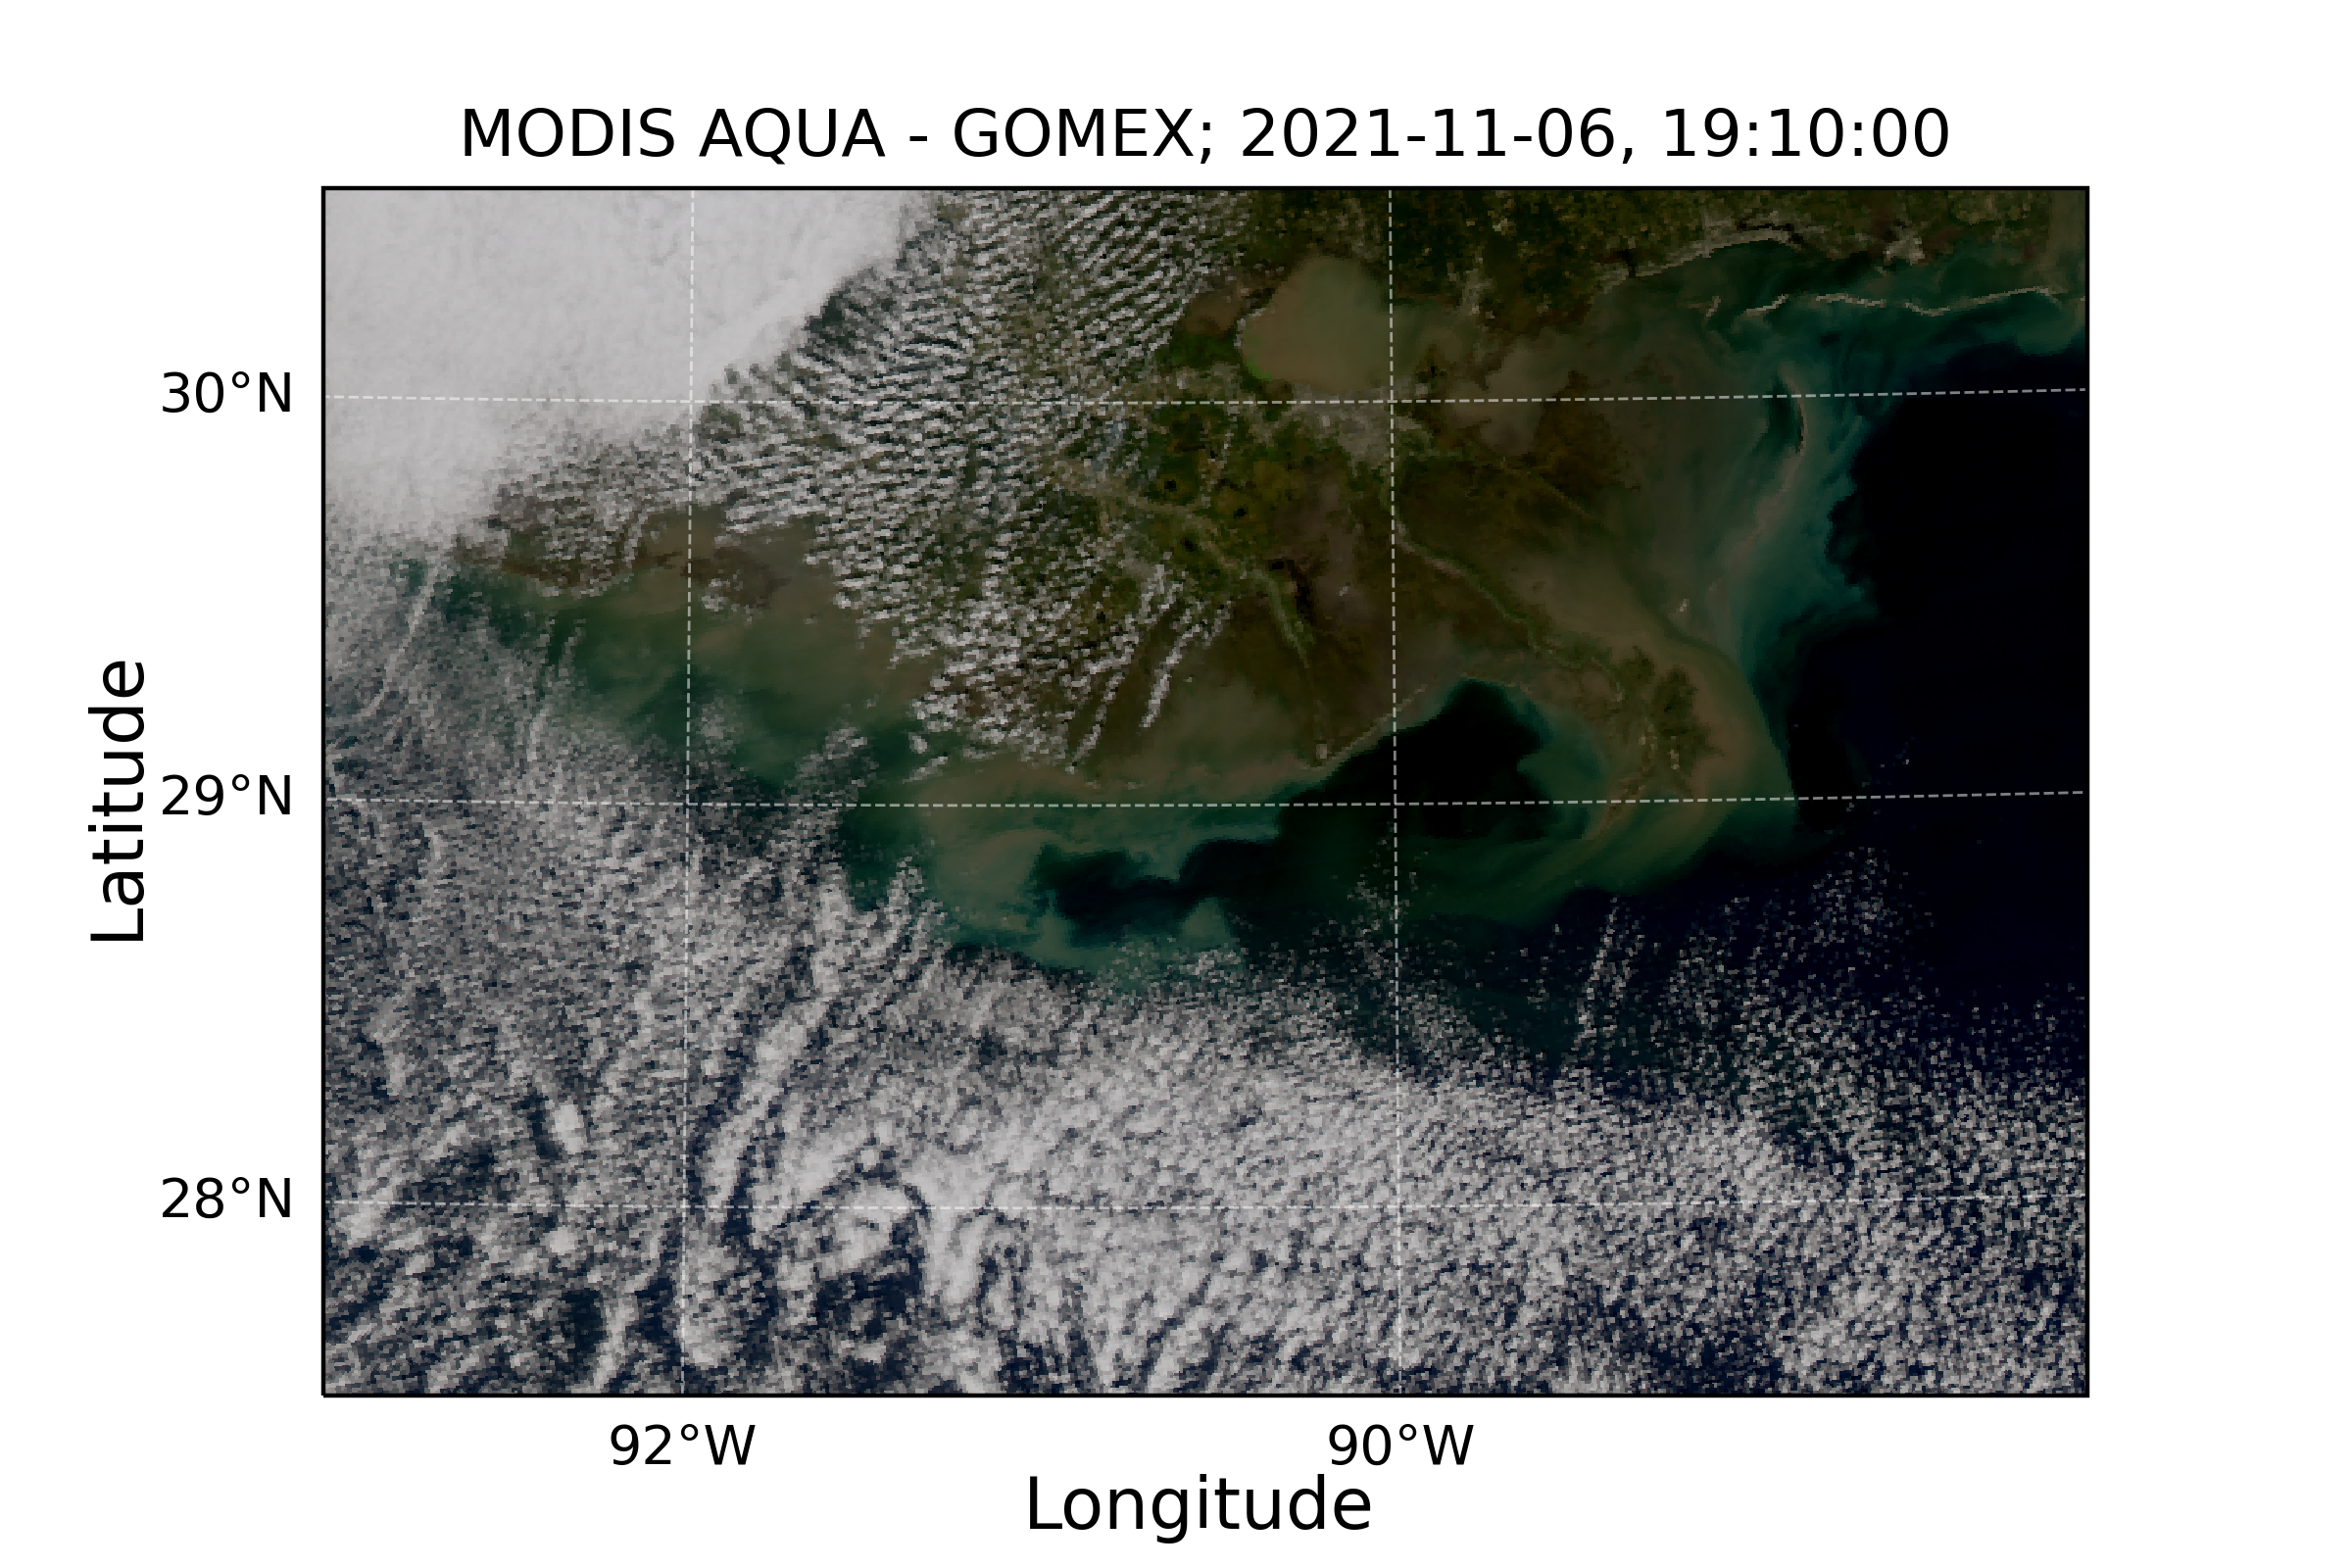 MODIS AQUA - GOMEX; 2021-11-06, 19:10:00
30°N
29°N
28°N
Latitude
92°W
90°W
Longitude